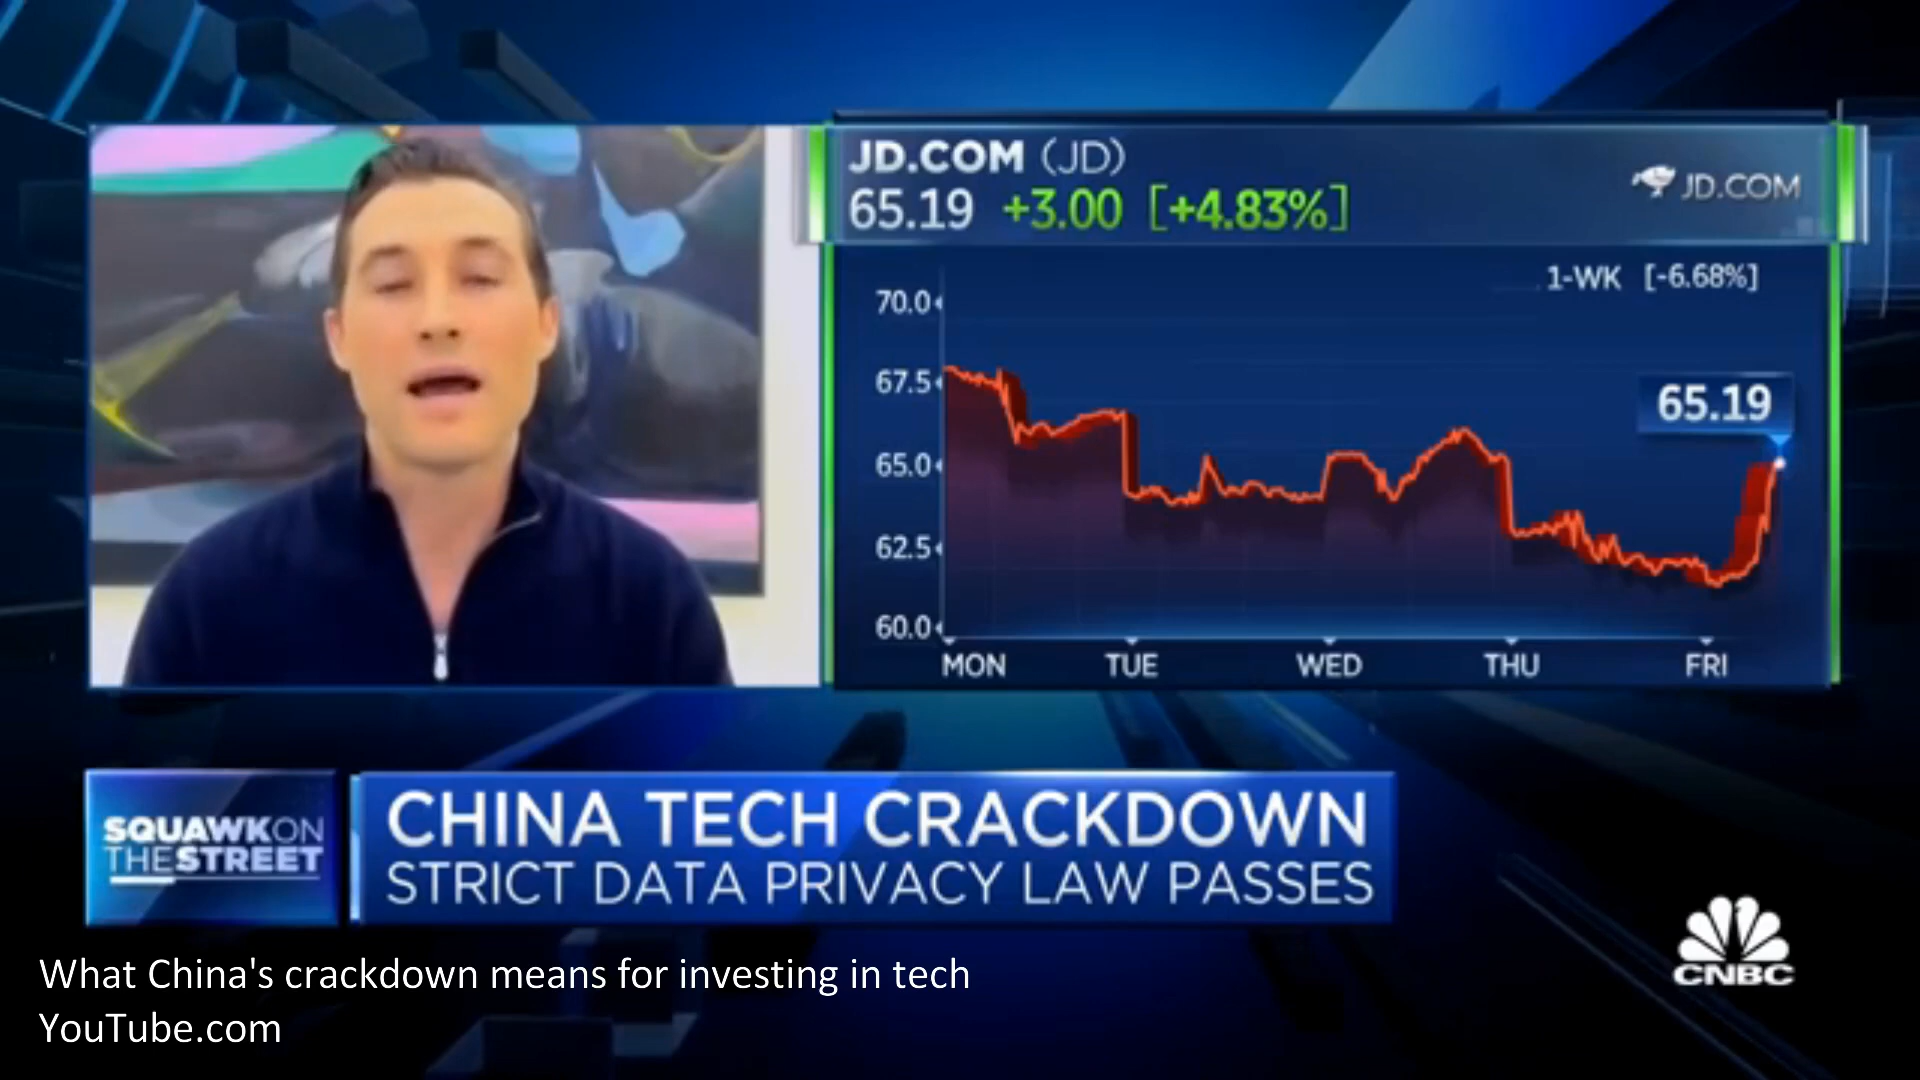 JD.COM (JD)
65.19 +3.00 [+4.83%]
JD.COM
1-WK [-6.68%]
70.0
67.5
65.0
62.5
60.0
65.19
MON TUE WED THU FRI
SQUAWK ON
THE STREET
CHINA TECH CRACKDOWN
STRICT DATA PRIVACY LAW PASSES
CNBC
What China's crackdown means for investing in tech
YouTube.com